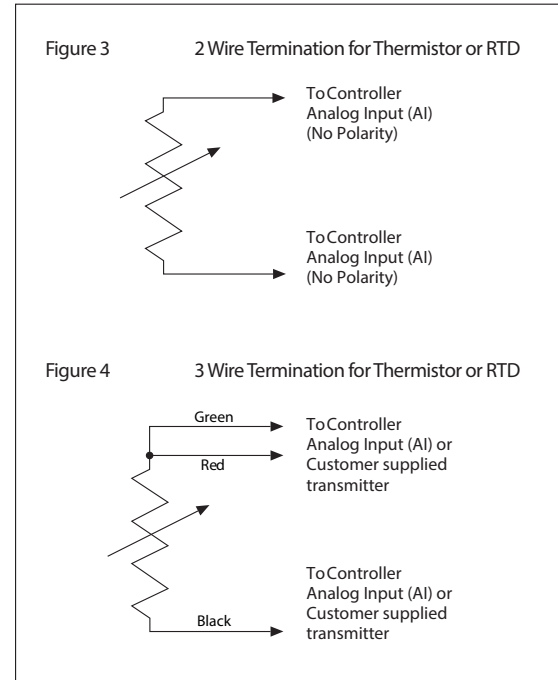 Figure 3 2 Wire Termination for Thermistor or RTD
To Controller
Analog Input (AI)
(No Polarity)
To Controller
Analog Input (AI)
(No Polarity)
Figure 4 3 Wire Termination for Thermistor or RTD
Green
Red
To Controller
Analog Input (AI) or
Customer supplied
transmitter
To Controller
Analog Input (AI) or
Customer supplied
transmitter
Black